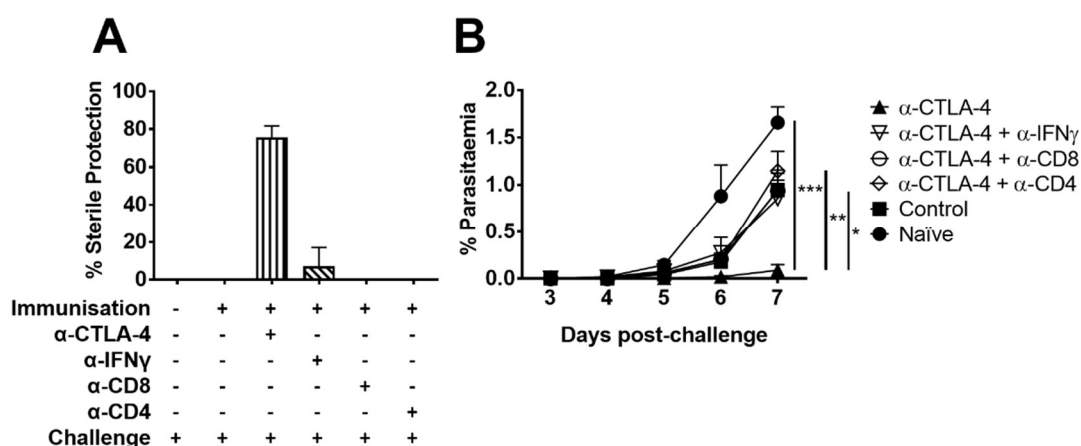 A
% Sterile Protection
100
80
60
40
20
0
Immunisation - + + + + +
α-CTLA-4 - - + - - -
α-IFNγ - - - + - -
α-CD8 - - - - + -
α-CD4 - - - - - +
Challenge + + + + + +
B
% Parasitaemia
2.0
1.5
1.0
0.5
0.0
3 4 5 6 7
Days post-challenge
*** ** *
α-CTLA-4
α-CTLA-4 + α-IFNγ
α-CTLA-4 + α-CD8
α-CTLA-4 + α-CD4
Control
Naïve